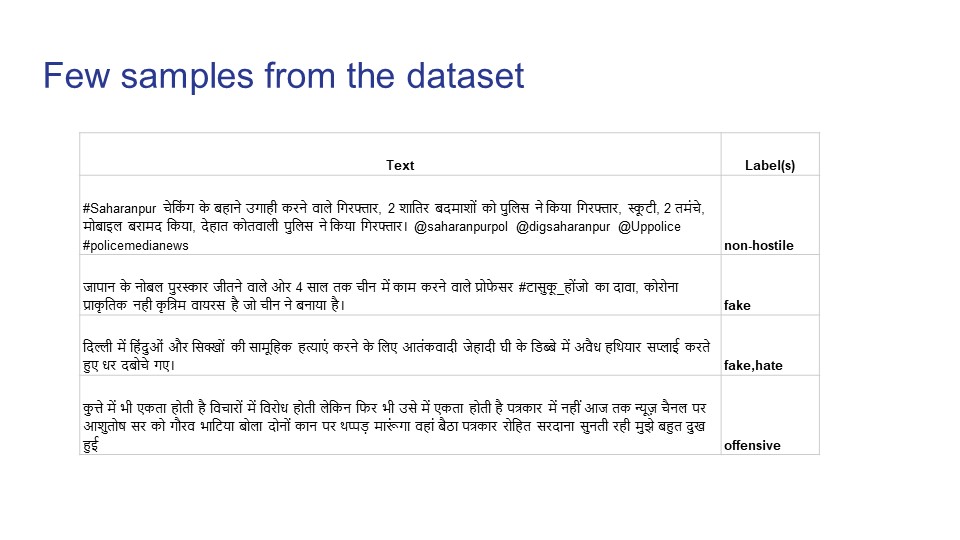 Few samples from the dataset
Text
Label(s)
#Saharanpur चेकिंग के बहाने उगाही करने वाले गिरफ्तार, 2 शातिर बदमाशों को पुलिस ने किया गिरफ्तार, स्कूटी, 2 तमंचे,
मोबाइल बरामद किया, देहात कोतवाली पुलिस ने किया गिरफ्तार। @saharanpurpol @digsaharanpur @Uppolice
#policemedianews
non-hostile
जापान के नोबल पुरस्कार जीतने वाले ओर 4 साल तक चीन में काम करने वाले प्रोफेसर #टासुकू_होंजो का दावा, कोरोना
प्राकृतिक नही कृत्रिम वायरस है जो चीन ने बनाया है।
fake
दिल्ली में हिंदुओं और सिक्खों की सामूहिक हत्याएं करने के लिए आतंकवादी जेहादी घी के डिब्बे में अवैध हथियार सप्लाई करते
हुए धर दबोचे गए।
fake,hate
कुत्ते में भी एकता होती है विचारों में विरोध होती लेकिन फिर भी उसे में एकता होती है पत्रकार में नहीं आज तक न्यूज़ चैनल पर
आशुतोष सर को गौरव भाटिया बोला दोनों कान पर थप्पड़ मारूंगा वहां बैठा पत्रकार रोहित सरदाना सुनती रही मुझे बहुत दुख
हुई
offensive